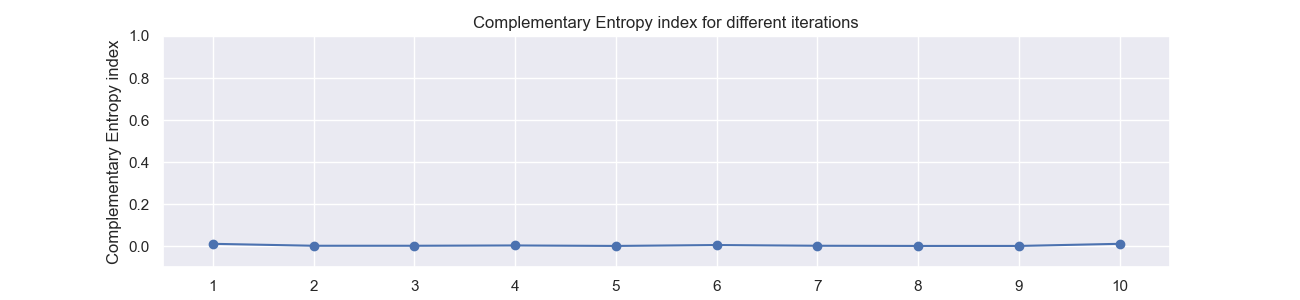 Complementary Entropy index for different iterations
Complementary Entropy index
1.0
0.8
0.6
0.4
0.2
0.0
1 2 3 4 5 6 7 8 9 10